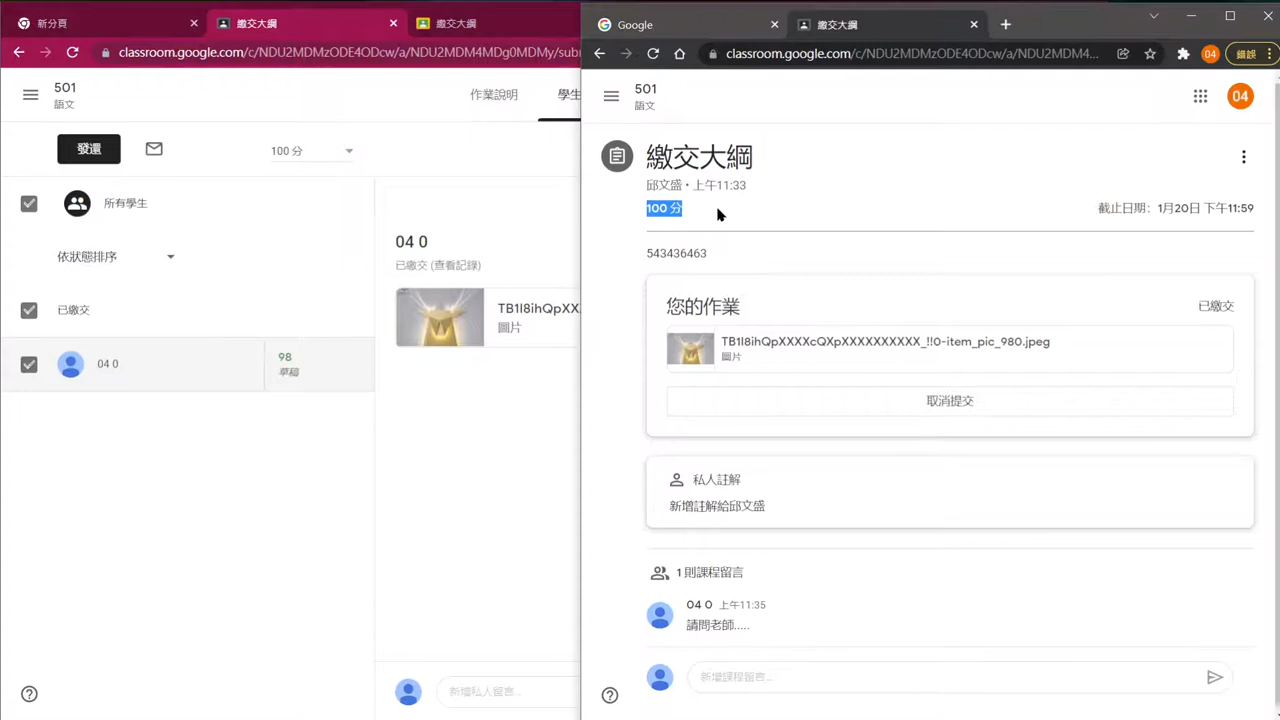 新分頁
繳交大綱
繳交大綱
classroom.google.com/c/NDU2MDMzODE4ODcw/a/NDU2MDM4MDg0MDMy/sub
501
語文
作業說明
學生
發還
100 分
所有學生
依狀態排序
已繳交
04 0
98
草稿
04 0
已繳交 (查看記錄)
TB1I8ihQpXX
圖片
新增私人留言...
Google
繳交大綱
classroom.google.com/c/NDU2MDMzODE4ODcw/a/NDU2MDM4...
04
錯誤
501
語文
04
繳交大綱
邱文盛 • 上午11:33
100 分
截止日期: 1月20日 下午11:59
543436463
您的作業
已繳交
TB1I8ihQpXXXXcQXpXXXXXXXXXX_!!0-item_pic_980.jpeg
圖片
取消提交
私人註解
新增註解給邱文盛
1 則課程留言
04 0 上午11:35
請問老師.....
新增課程留言...